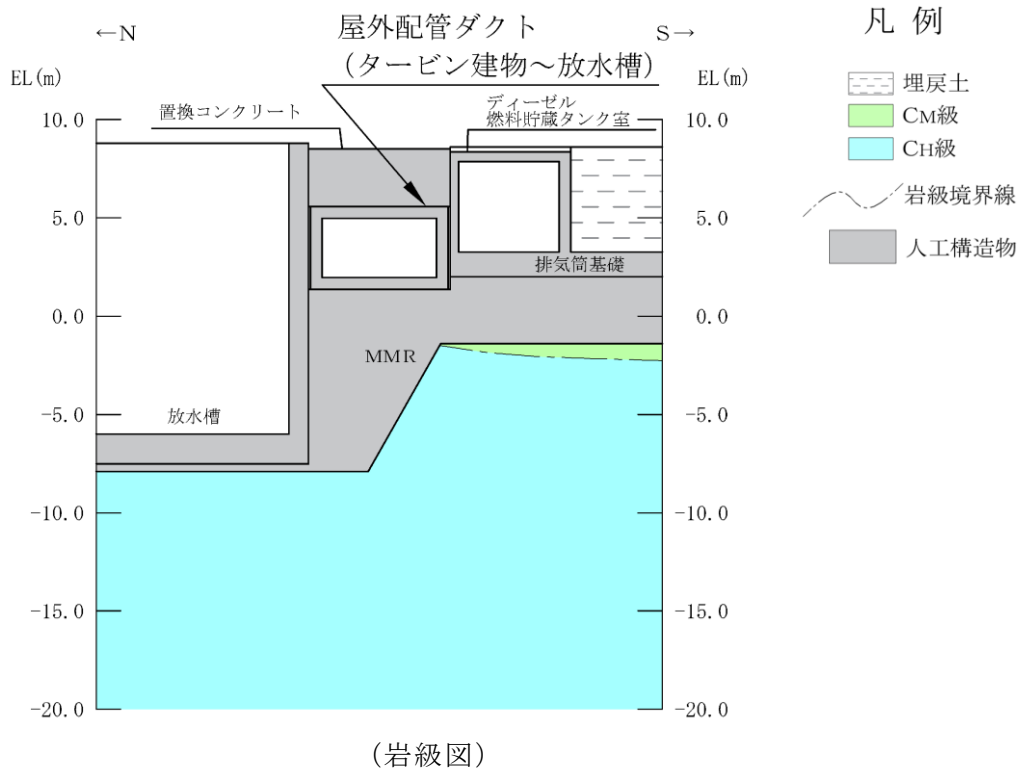 ←N
屋外配管ダクト
(タービン建物～放水槽)
S→
凡 例
EL(m)
EL(m)
置換コンクリート
ディーゼル
燃料貯蔵タンク室
埋戻土
CM級
CH級
岩級境界線
人工構造物
10.0
10.0
5.0
5.0
排気筒基礎
0.0
0.0
MMR
-5.0
放水槽
-5.0
-10.0
-10.0
-15.0
-15.0
-20.0
-20.0
(岩級図)